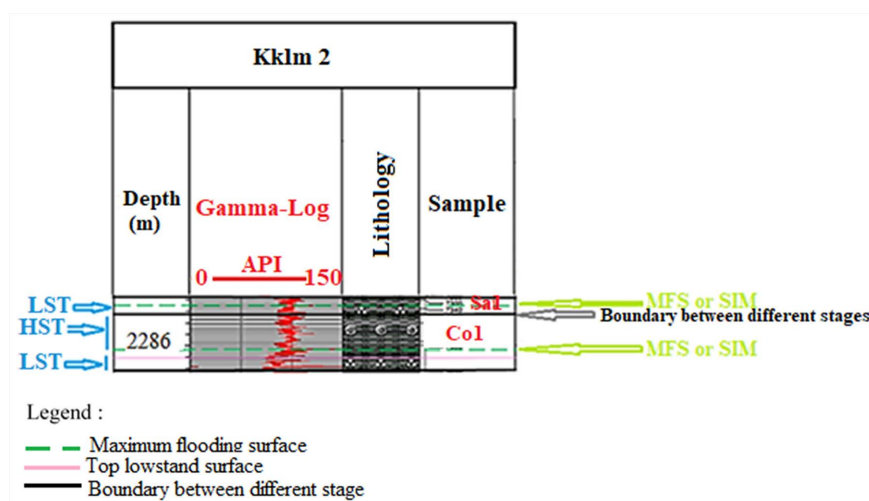 Kklm 2
Depth
(m)
Gamma-Log
API
0 150
Lithology
Sample
LST
HST
LST
2286
Sa1
Co1
MFS or SIM
Boundary between different stages
MFS or SIM
Legend :
Maximum flooding surface
Top lowstand surface
Boundary between different stage